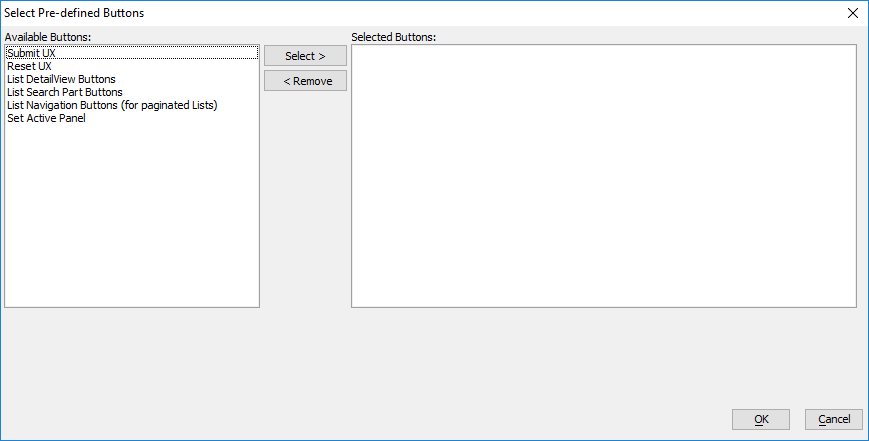 Select Pre-defined Buttons
Available Buttons:
Submit UX
Reset UX
List DetailView Buttons
List Search Part Buttons
List Navigation Buttons (for paginated Lists)
Set Active Panel
Select >
< Remove
Selected Buttons:
OK
Cancel